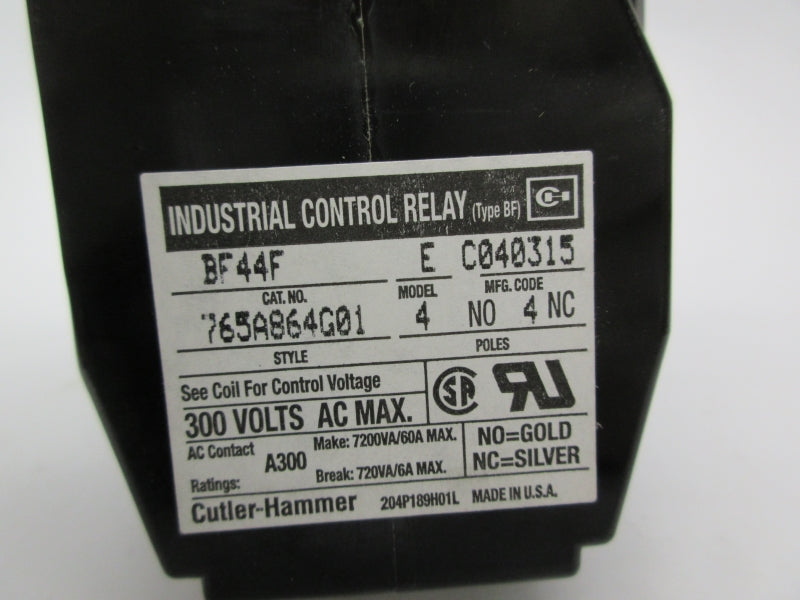 INDUSTRIAL CONTROL RELAY (Type BF)
BF44F E C040315
CAT. NO. MODEL MFG. CODE
765A864G01 4 NO 4 NC
STYLE POLES
See Coil For Control Voltage
300 VOLTS AC MAX.
AC Contact Ratings: A300 Make: 7200VA/60A MAX.
Break: 720VA/6A MAX.
NO=GOLD
NC=SILVER
Cutler-Hammer 204P189H01L MADE IN U.S.A.